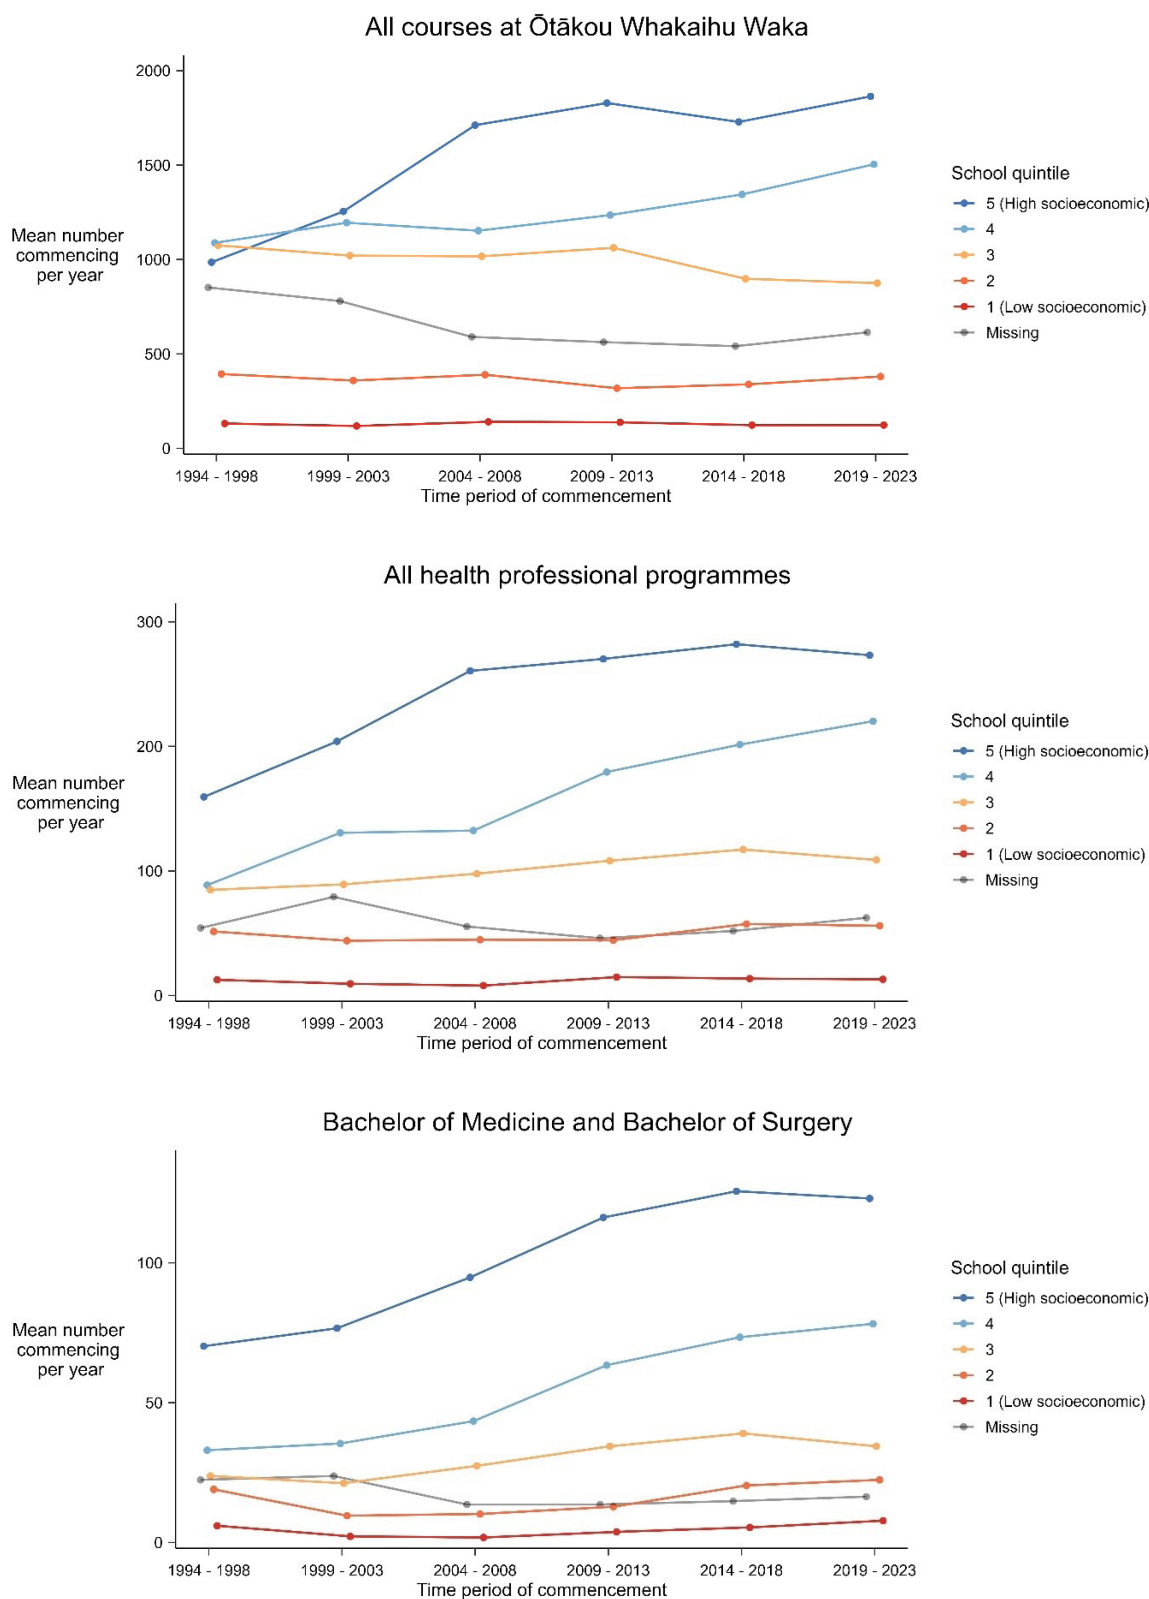 All courses at Ōtākou Whakaihu Waka
2000
1500
1000
500
0
Mean number
commencing
per year
1994 - 1998
1999 - 2003
2004 - 2008
2009 - 2013
2014 - 2018
2019 - 2023
Time period of commencement
School quintile
5 (High socioeconomic)
4
3
2
1 (Low socioeconomic)
Missing
All health professional programmes
300
200
100
0
Mean number
commencing
per year
1994 - 1998
1999 - 2003
2004 - 2008
2009 - 2013
2014 - 2018
2019 - 2023
Time period of commencement
School quintile
5 (High socioeconomic)
4
3
2
1 (Low socioeconomic)
Missing
Bachelor of Medicine and Bachelor of Surgery
100
50
0
Mean number
commencing
per year
1994 - 1998
1999 - 2003
2004 - 2008
2009 - 2013
2014 - 2018
2019 - 2023
Time period of commencement
School quintile
5 (High socioeconomic)
4
3
2
1 (Low socioeconomic)
Missing